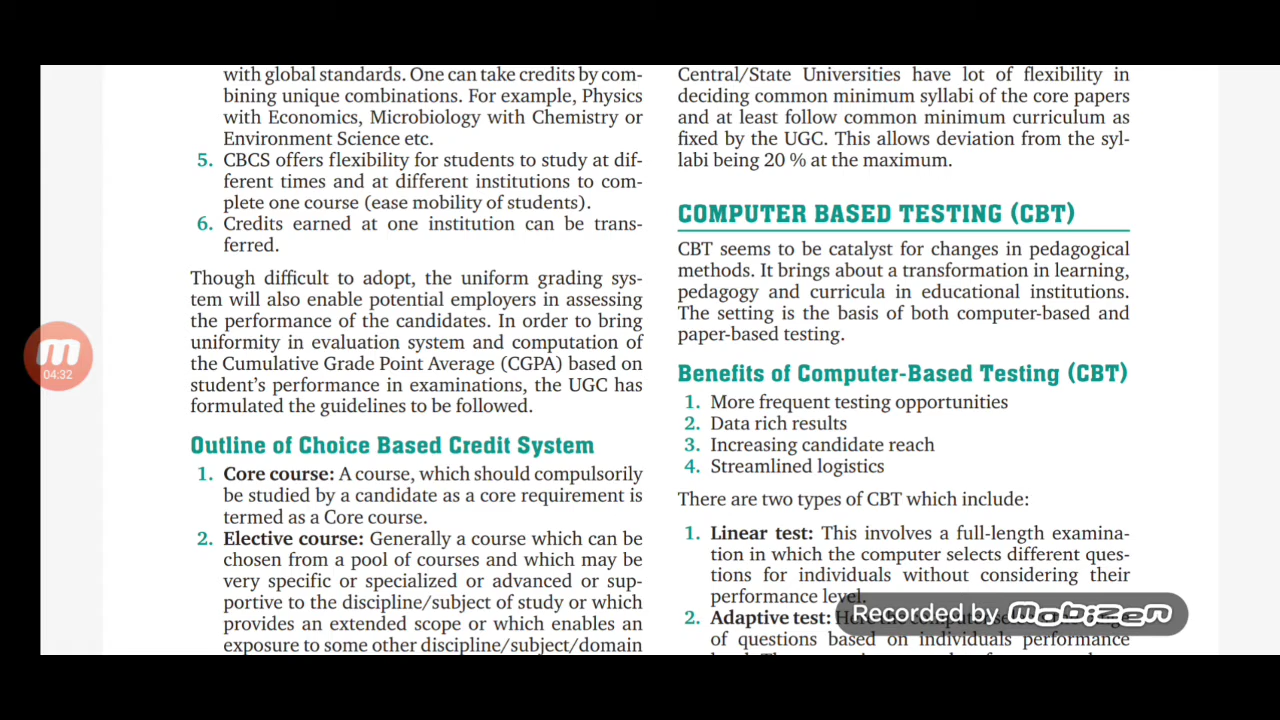 with global standards. One can take credits by com-
bining unique combinations. For example, Physics
with Economics, Microbiology with Chemistry or
Environment Science etc.
5. CBCS offers flexibility for students to study at dif-
ferent times and at different institutions to com-
plete one course (ease mobility of students).
6. Credits earned at one institution can be trans-
ferred.
Though difficult to adopt, the uniform grading sys-
tem will also enable potential employers in assessing
the performance of the candidates. In order to bring
uniformity in evaluation system and computation of
the Cumulative Grade Point Average (CGPA) based on
student's performance in examinations, the UGC has
formulated the guidelines to be followed.
Outline of Choice Based Credit System
1. Core course: A course, which should compulsorily
be studied by a candidate as a core requirement is
termed as a Core course.
2. Elective course: Generally a course which can be
chosen from a pool of courses and which may be
very specific or specialized or advanced or sup-
portive to the discipline/subject of study or which
provides an extended scope or which enables an
exposure to some other discipline/subject/domain
Central/State Universities have lot of flexibility in
deciding common minimum syllabi of the core papers
and at least follow common minimum curriculum as
fixed by the UGC. This allows deviation from the syl-
labi being 20 % at the maximum.
COMPUTER BASED TESTING (CBT)
CBT seems to be catalyst for changes in pedagogical
methods. It brings about a transformation in learning,
pedagogy and curricula in educational institutions.
The setting is the basis of both computer-based and
paper-based testing.
Benefits of Computer-Based Testing (CBT)
1. More frequent testing opportunities
2. Data rich results
3. Increasing candidate reach
4. Streamlined logistics
There are two types of CBT which include:
1. Linear test: This involves a full-length examina-
tion in which the computer selects different ques-
tions for individuals without considering their
performance level.
2. Adaptive test:
of questions based on individuals performance
m
04:32
Recorded by mobizen